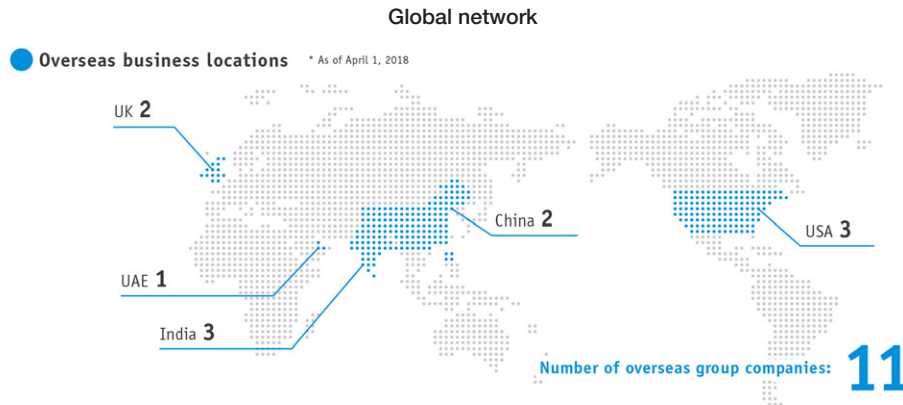 Global network
Overseas business locations * As of April 1, 2018
UK 2
China 2
USA 3
UAE 1
India 3
Number of overseas group companies: 11